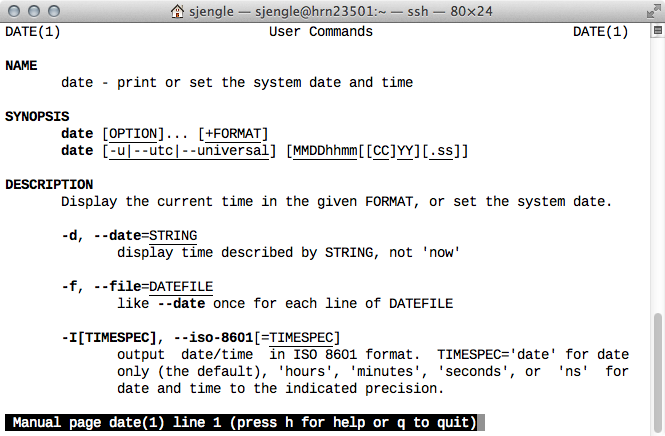 sjengle — sjengle@hrn23501:~ — ssh — 80×24
DATE(1) User Commands DATE(1)
NAME
date - print or set the system date and time
SYNOPSIS
date [OPTION]... [+FORMAT]
date [-u|--utc|--universal] [MMDDhhmm[[CC]YY][.ss]]
DESCRIPTION
Display the current time in the given FORMAT, or set the system date.
-d, --date=STRING
display time described by STRING, not 'now'
-f, --file=DATEFILE
like --date once for each line of DATEFILE
-I[TIMESPEC], --iso-8601[=TIMESPEC]
output date/time in ISO 8601 format. TIMESPEC='date' for date
only (the default), 'hours', 'minutes', 'seconds', or 'ns' for
date and time to the indicated precision.
Manual page date(1) line 1 (press h for help or q to quit)